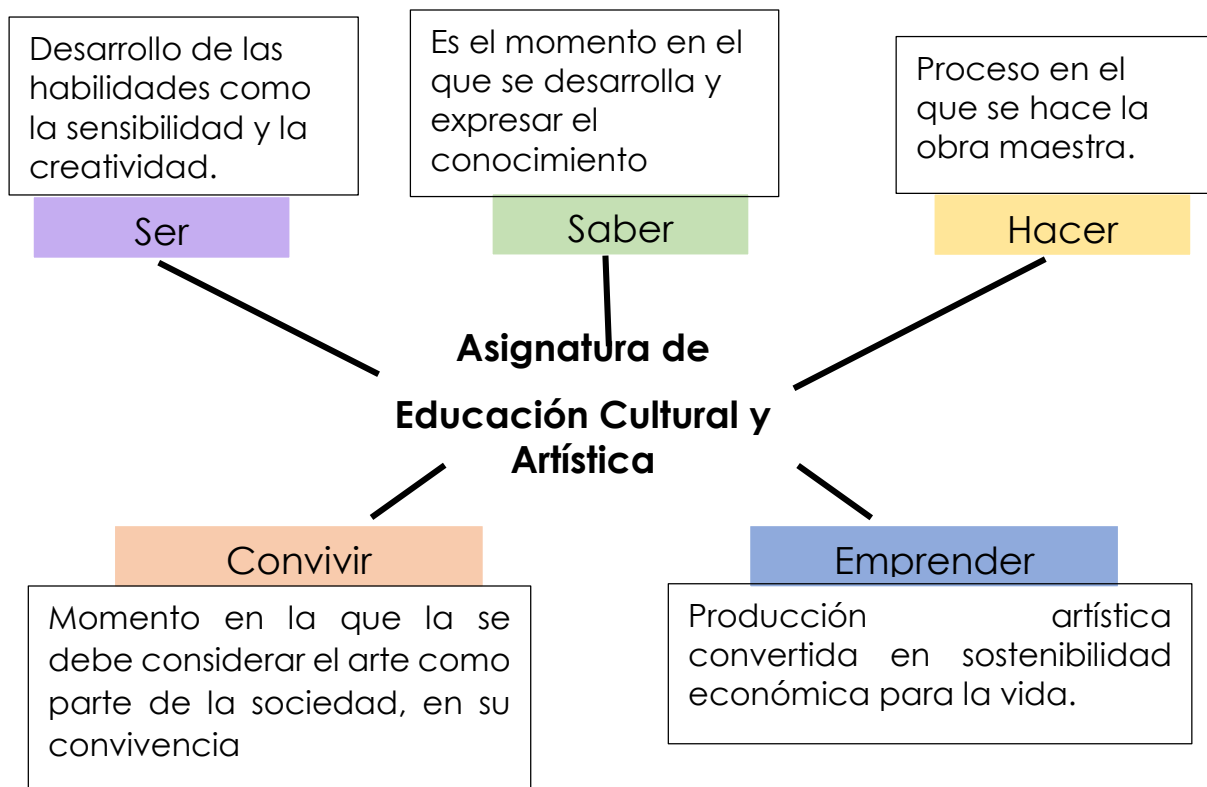 Desarrollo de las
habilidades como
la sensibilidad y la
creatividad.
Ser
Es el momento en el
que se desarrolla y
expresar el
conocimiento
Saber
Proceso en el
que se hace la
obra maestra.
Hacer
Asignatura de
Educación Cultural y
Artística
Convivir
Momento en la que la se
debe considerar el arte como
parte de la sociedad, en su
convivencia
Emprender
Producción artística
convertida en sostenibilidad
económica para la vida.